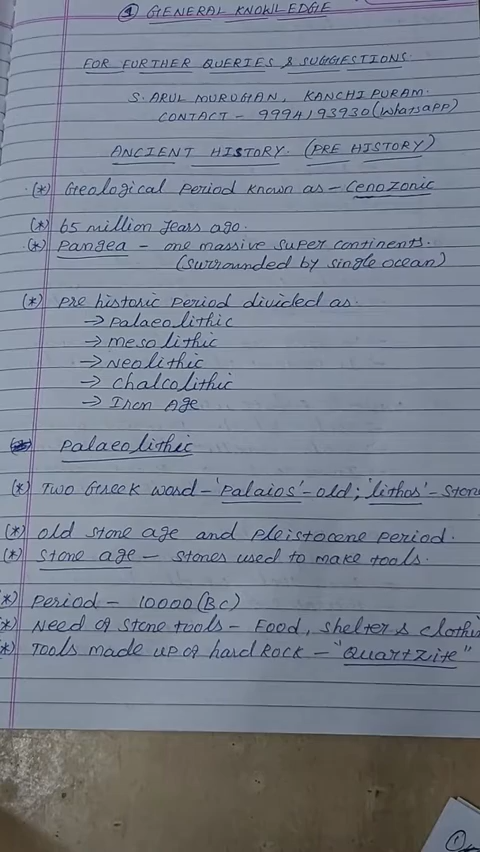 ① GENERAL KNOWLEDGE
FOR FURTHER QUERIES & SUGGESTIONS.
S. ARUL MURUGHAN, KANCHIPURAM.
CONTACT - 9994193930 (Whatsapp)
ANCIENT HISTORY. (PRE HISTORY)
(*) Geological Period known as - Cenozonic
(*) 65 million years ago.
(*) Pangea - one massive super continents.
(Surrounded by single ocean)
(*) Pre historic Period divided as.
→ Palaeolithic
→ mesolithic
→ Neolithic
→ Chalcolithic
→ Iron Age
Palaeolithic
(*) Two Greek word - 'Palaios' - old; 'lithos' - Stone
(*) old stone age and Pleistocene period.
(*) Stone age - stones used to make tools.
*) Period - 10000 (BC)
*) Need of Stone tools - Food, shelter & clothi
*) Tools made up of hard Rock - "Quartzite"